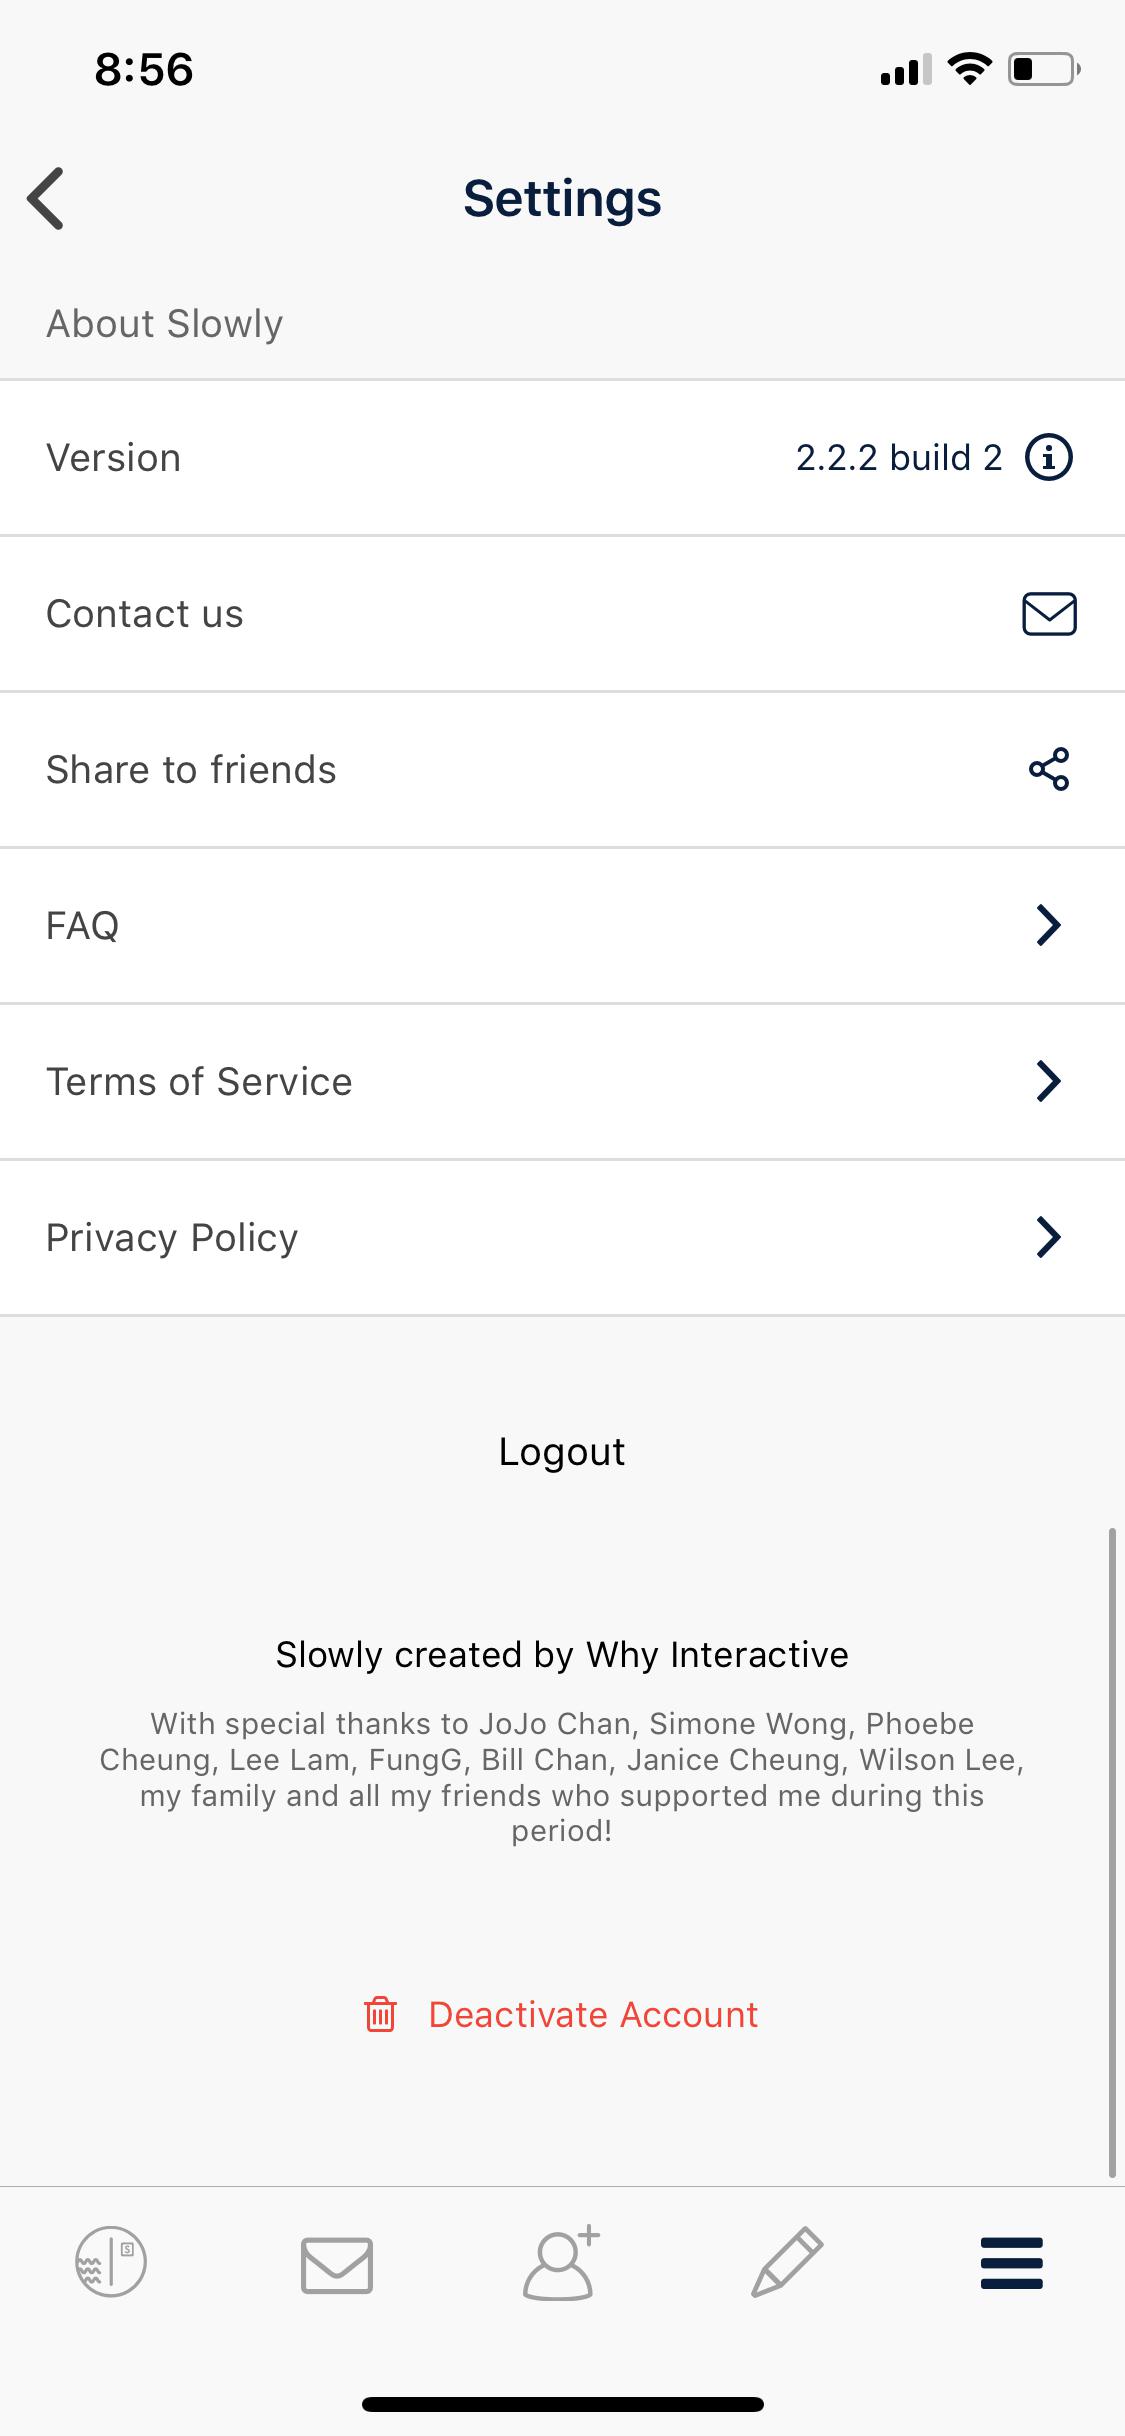 8:56
Settings
About Slowly
Version 2.2.2 build 2
Contact us
Share to friends
FAQ
Terms of Service
Privacy Policy
Logout
Slowly created by Why Interactive
With special thanks to JoJo Chan, Simone Wong, Phoebe
Cheung, Lee Lam, FungG, Bill Chan, Janice Cheung, Wilson Lee,
my family and all my friends who supported me during this
period!
Deactivate Account
S